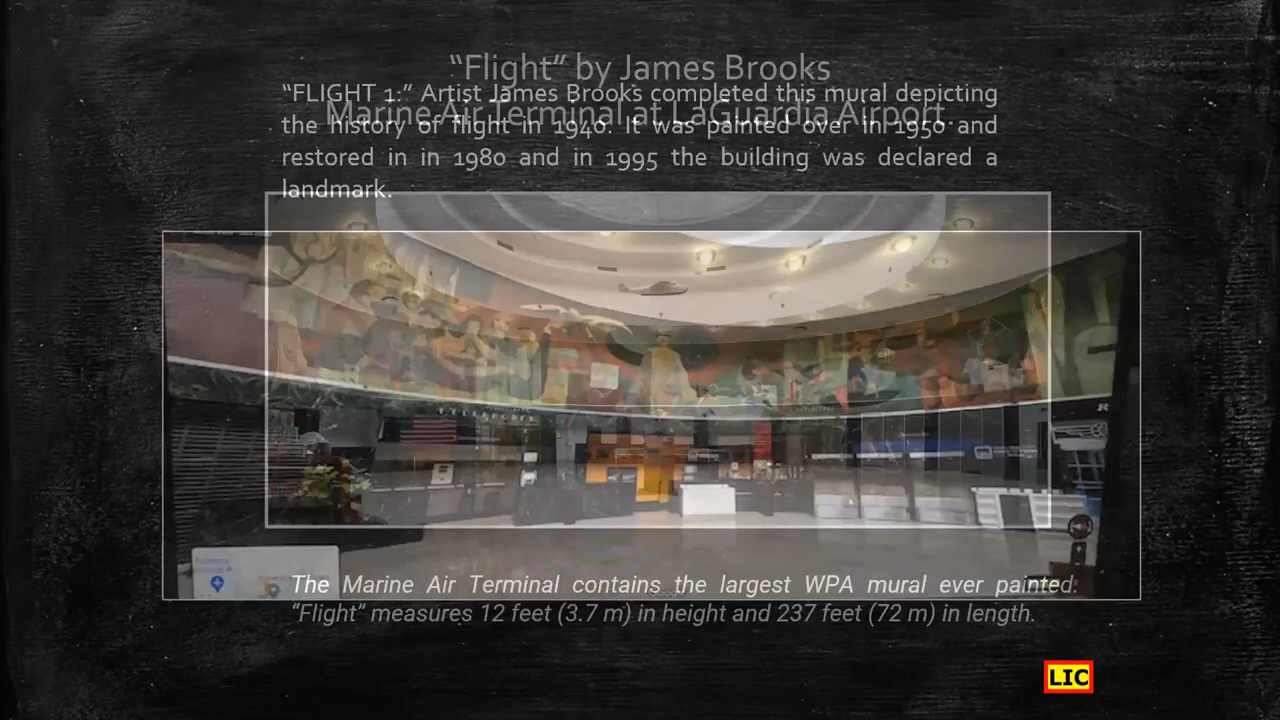 “Flight” by James Brooks
Marine Air Terminal at LaGuardia Airport.
“FLIGHT 1:” Artist James Brooks completed this mural depicting
the history of flight in 1940. It was painted over in 1950 and
restored in in 1980 and in 1995 the building was declared a
landmark.
The Marine Air Terminal contains the largest WPA mural ever painted.
“Flight” measures 12 feet (3.7 m) in height and 237 feet (72 m) in length.
LIC